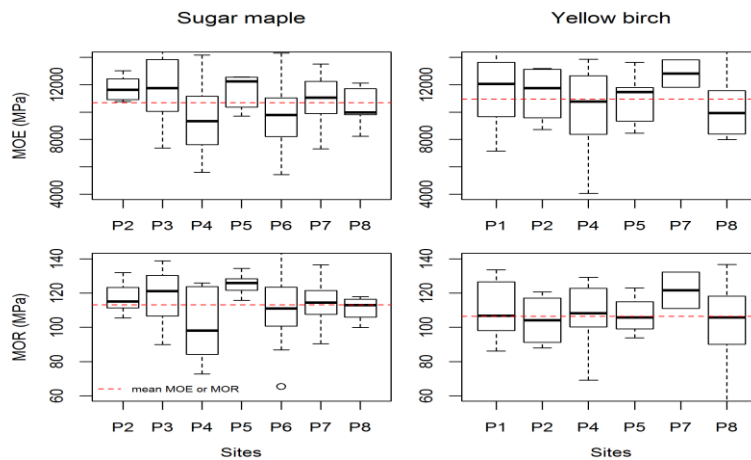 Sugar maple Yellow birch
MOE (MPa)
12000
8000
4000
P2 P3 P4 P5 P6 P7 P8
12000
8000
4000
P1 P2 P4 P5 P7 P8
MOR (MPa)
140
120
100
80
60
mean MOE or MOR
P2 P3 P4 P5 P6 P7 P8
Sites
140
120
100
80
60
P1 P2 P4 P5 P7 P8
Sites